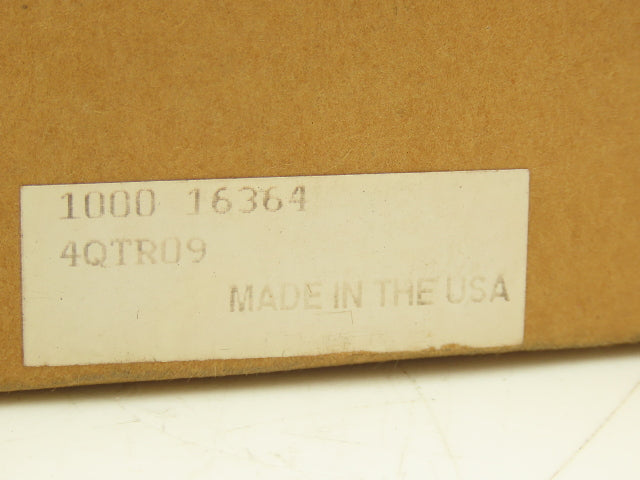 1000 16364
4QTR09
MADE IN THE USA